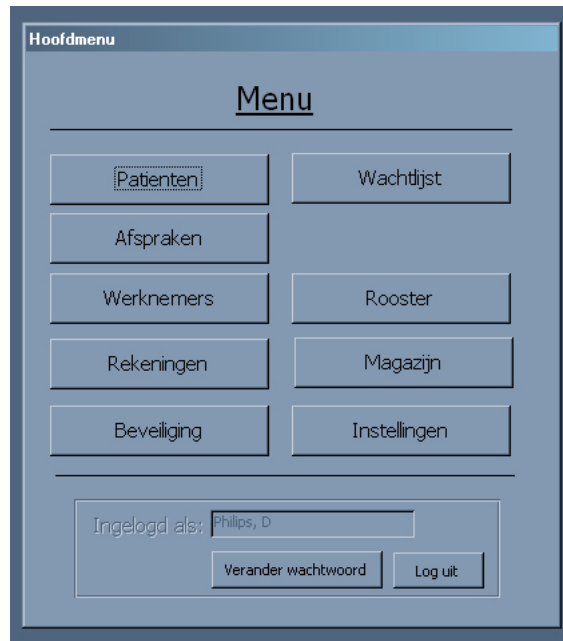 Hoofdmenu
Menu
Patienten Wachtlijst
Afspraken
Werknemers Rooster
Rekeningen Magazijn
Beveiliging Instellingen
Ingelogd als: Philips, D
Verander wachtwoord Log uit